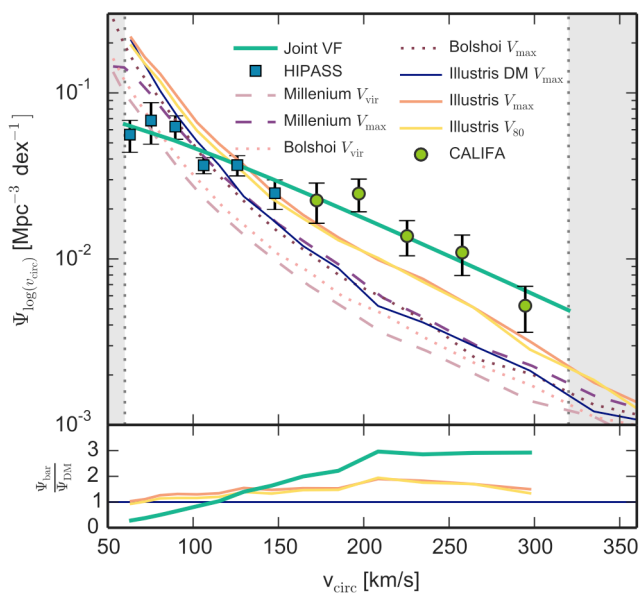 Ψ_log(v_circ) [Mpc⁻³ dex⁻¹]
10⁻¹
10⁻²
10⁻³
Joint VF
HIPASS
Millenium V_vir
Millenium V_max
Bolshoi V_vir
Bolshoi V_max
Illustris DM V_max
Illustris V_max
Illustris V_80
CALIFA
Ψ_bar
Ψ_DM
3
2
1
0
50 100 150 200 250 300 350
v_circ [km/s]